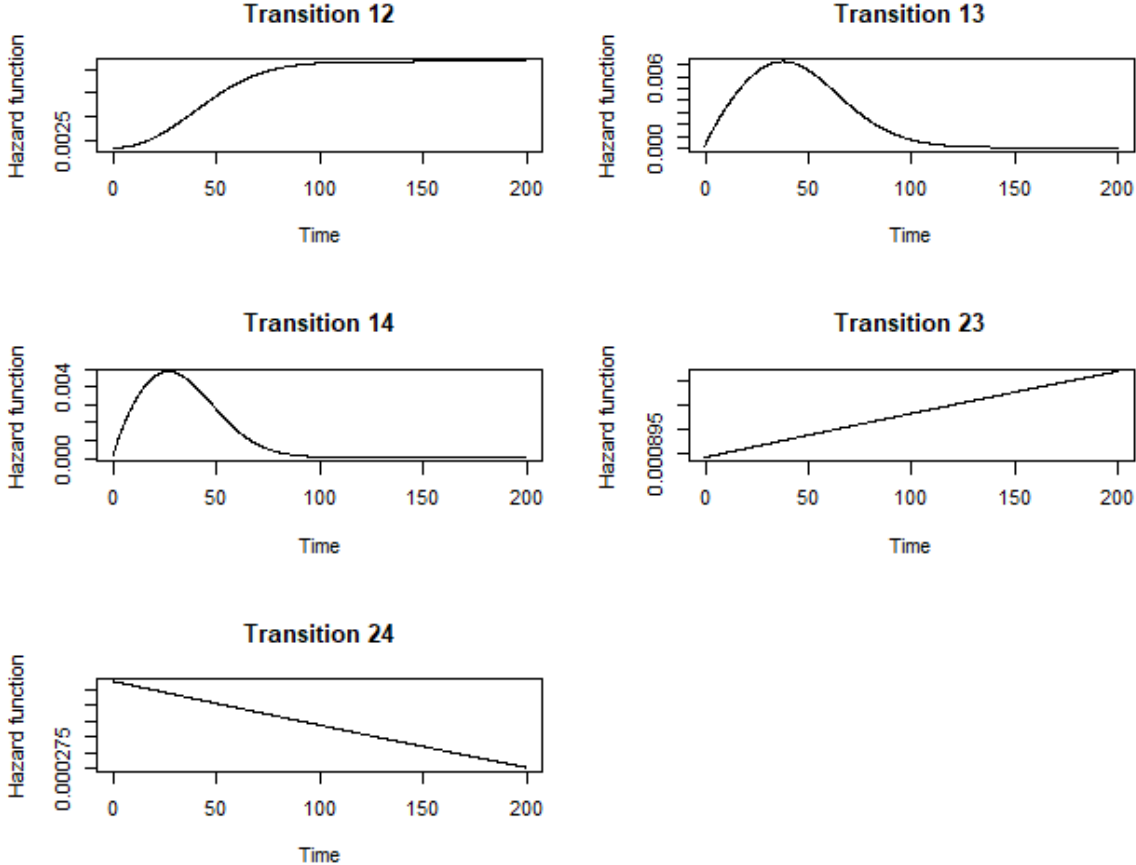 Transition 12
Hazard function
0.0025
0 50 100 150 200
Time
Transition 13
Hazard function
0.000 0.006
0 50 100 150 200
Time
Transition 14
Hazard function
0.000 0.004
0 50 100 150 200
Time
Transition 23
Hazard function
0.000895
0 50 100 150 200
Time
Transition 24
Hazard function
0.000275
0 50 100 150 200
Time